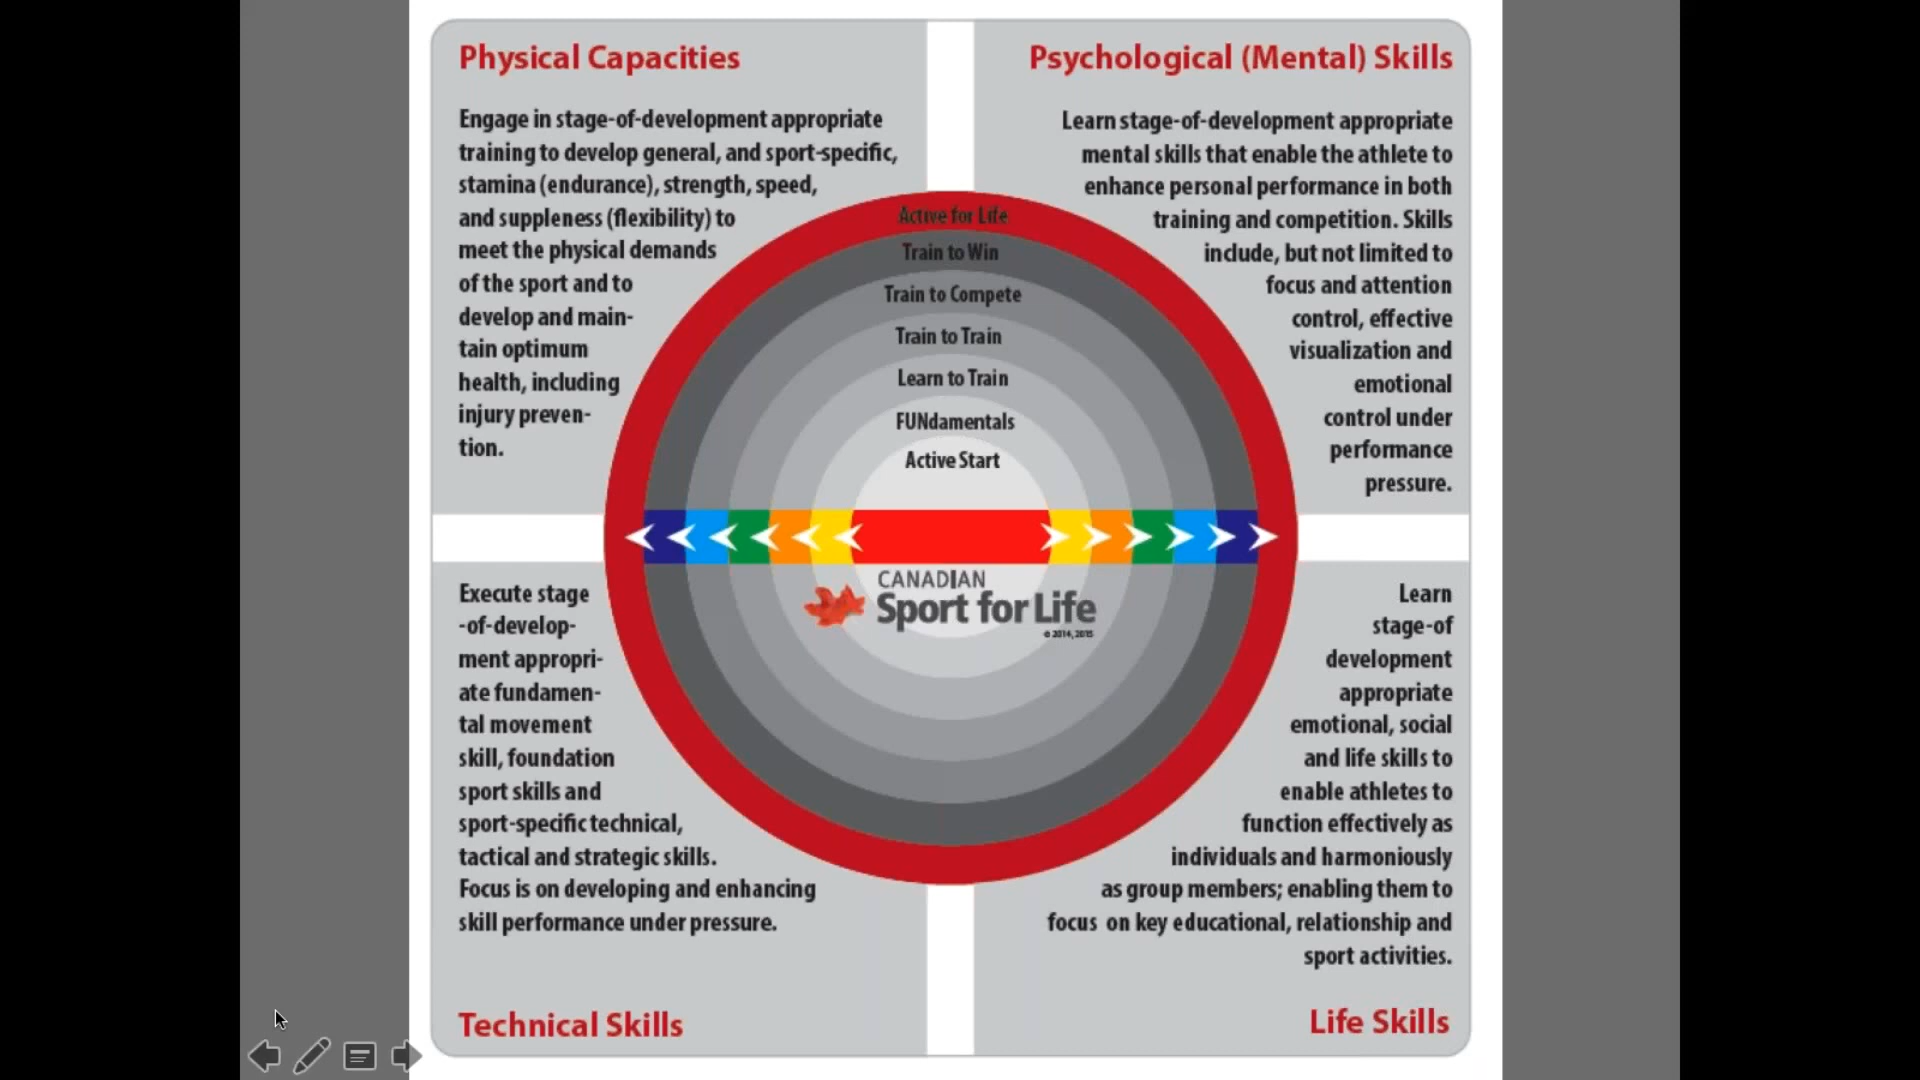 Physical Capacities
Engage in stage-of-development appropriate
training to develop general, and sport-specific,
stamina (endurance), strength, speed,
and suppleness (flexibility) to
meet the physical demands
of the sport and to
develop and main-
tain optimum
health, including
injury preven-
tion.
Psychological (Mental) Skills
Learn stage-of-development appropriate
mental skills that enable the athlete to
enhance personal performance in both
training and competition. Skills
include, but not limited to
focus and attention
control, effective
visualization and
emotional
control under
performance
pressure.
Active for Life
Train to Win
Train to Compete
Train to Train
Learn to Train
FUNdamentals
Active Start
CANADIAN
Sport for Life
© 2014, 2015
Execute stage
-of-develop-
ment appropri-
ate fundamen-
tal movement
skill, foundation
sport skills and
sport-specific technical,
tactical and strategic skills.
Focus is on developing and enhancing
skill performance under pressure.
Technical Skills
Learn
stage-of
development
appropriate
emotional, social
and life skills to
enable athletes to
function effectively as
individuals and harmoniously
as group members; enabling them to
focus on key educational, relationship and
sport activities.
Life Skills